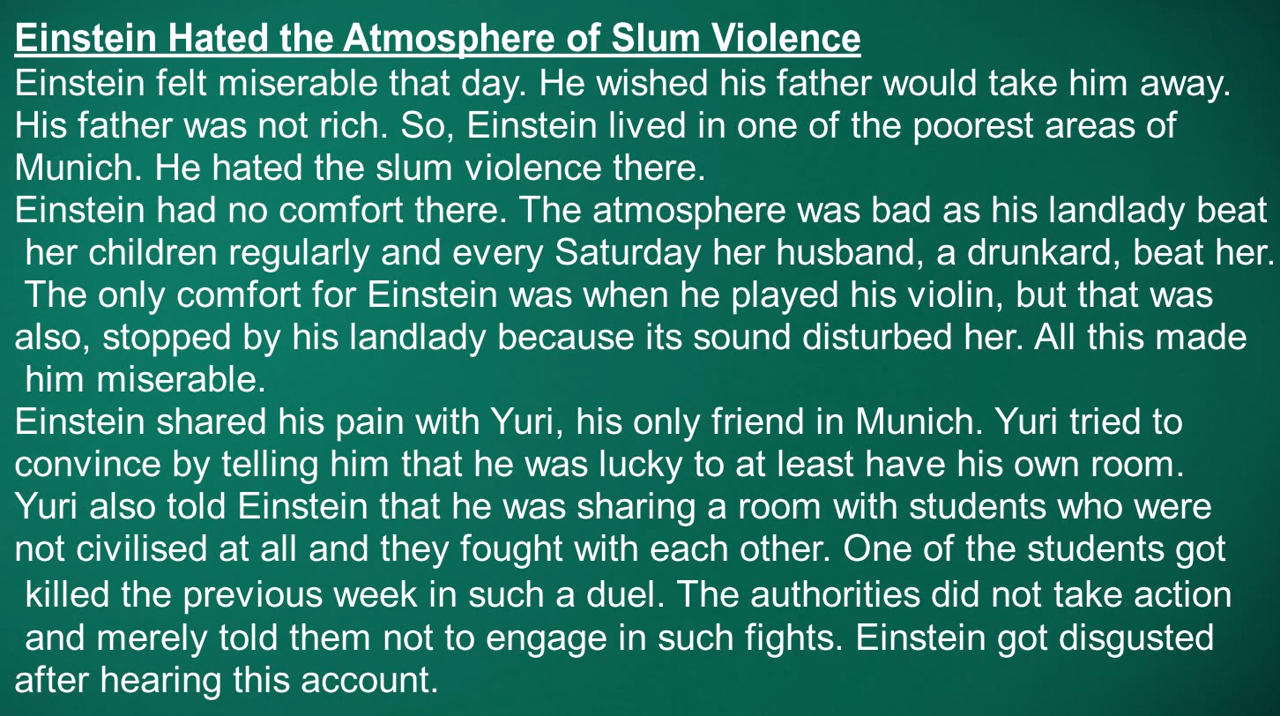 Einstein Hated the Atmosphere of Slum Violence
Einstein felt miserable that day. He wished his father would take him away.
His father was not rich. So, Einstein lived in one of the poorest areas of
Munich. He hated the slum violence there.
Einstein had no comfort there. The atmosphere was bad as his landlady beat
her children regularly and every Saturday her husband, a drunkard, beat her.
The only comfort for Einstein was when he played his violin, but that was
also, stopped by his landlady because its sound disturbed her. All this made
him miserable.
Einstein shared his pain with Yuri, his only friend in Munich. Yuri tried to
convince by telling him that he was lucky to at least have his own room.
Yuri also told Einstein that he was sharing a room with students who were
not civilised at all and they fought with each other. One of the students got
killed the previous week in such a duel. The authorities did not take action
and merely told them not to engage in such fights. Einstein got disgusted
after hearing this account.